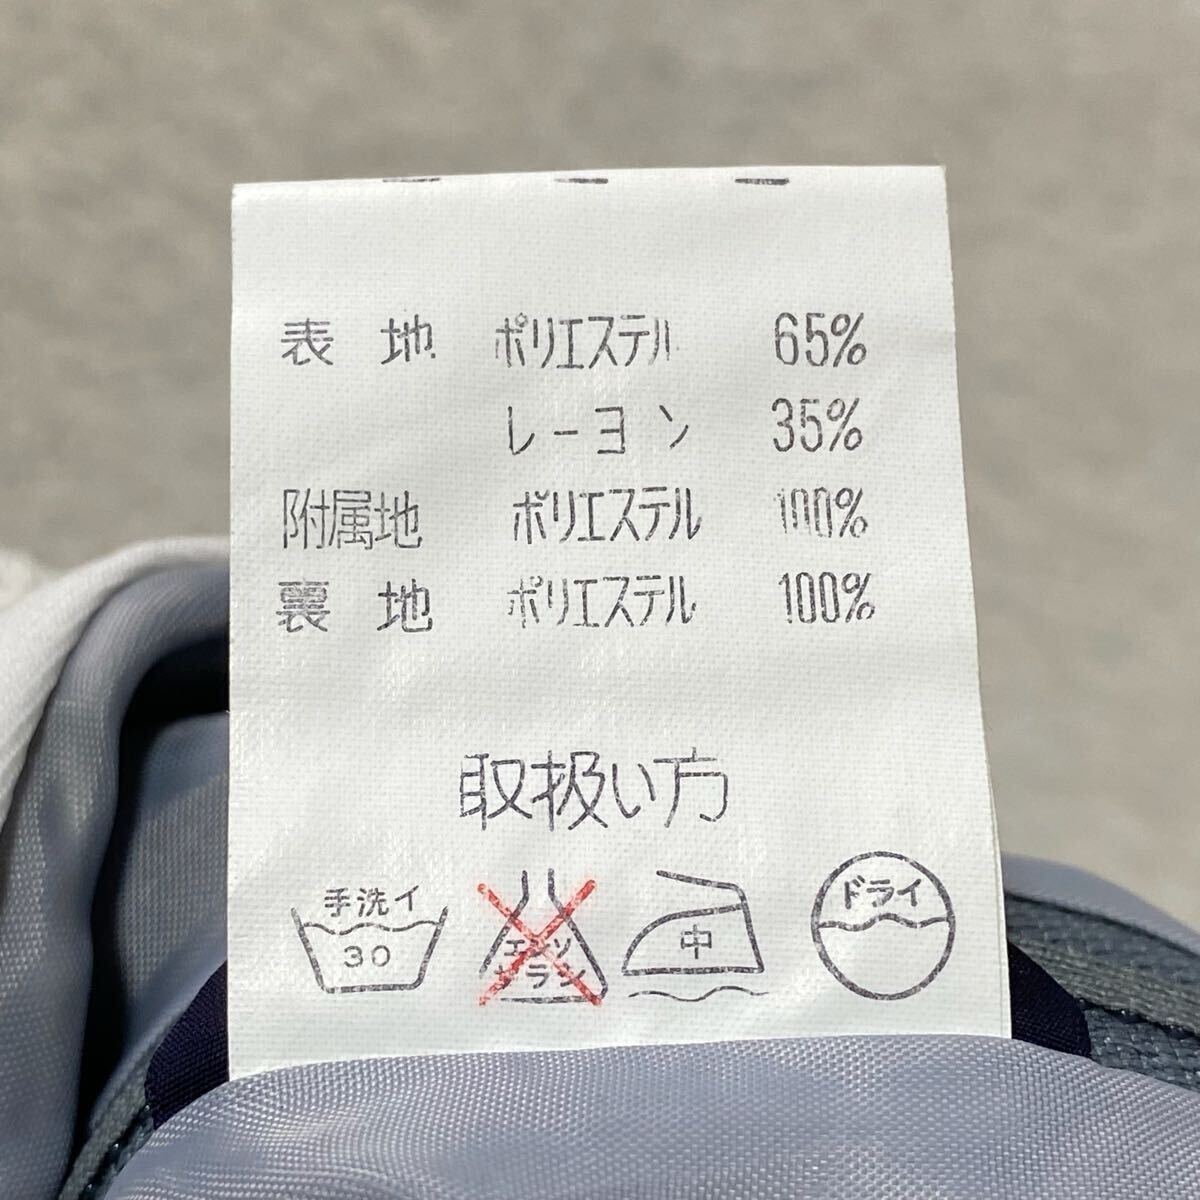 表地 ポリエステル 65%
レーヨン 35%
附属地 ポリエステル 100%
裏地 ポリエステル 100%
取扱い方
手洗イ
30
エンソ
サラシ
中
ドライ